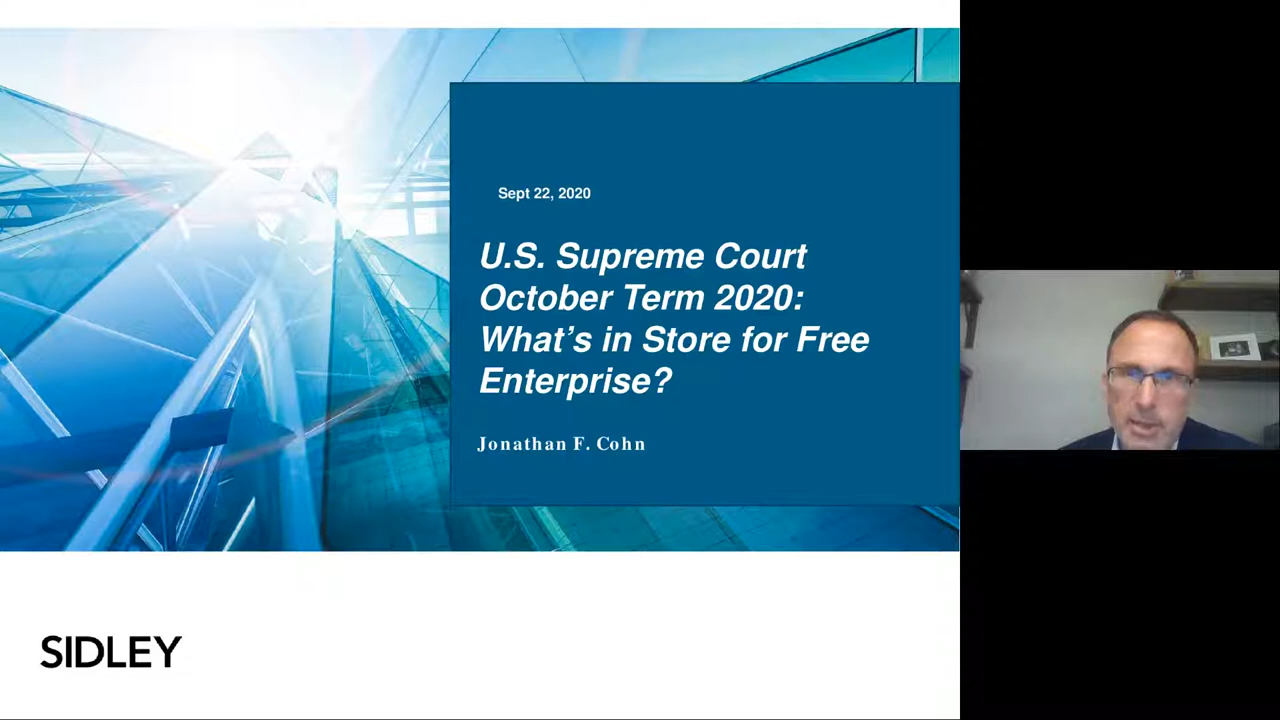 Sept 22, 2020
U.S. Supreme Court
October Term 2020:
What's in Store for Free
Enterprise?
Jonathan F. Cohn
SIDLEY